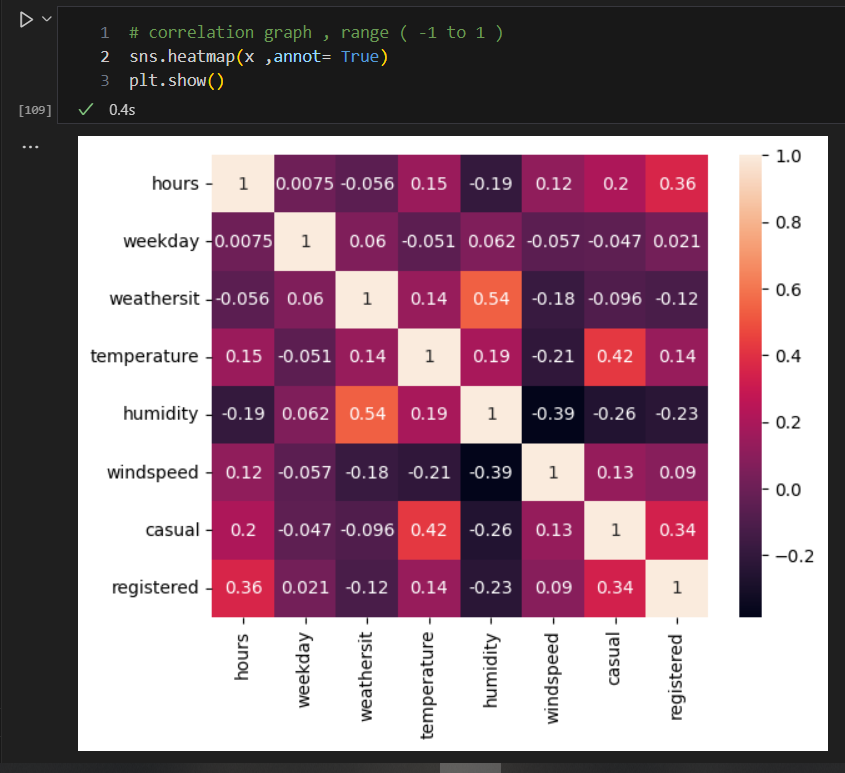 1 # correlation graph , range ( -1 to 1 )
2 sns.heatmap(x ,annot= True)
3 plt.show()
[109] 0.4s
...
hours 1 0.0075 -0.056 0.15 -0.19 0.12 0.2 0.36
weekday 0.0075 1 0.06 -0.051 0.062 -0.057 -0.047 0.021
weathersit -0.056 0.06 1 0.14 0.54 -0.18 -0.096 -0.12
temperature 0.15 -0.051 0.14 1 0.19 -0.21 0.42 0.14
humidity -0.19 0.062 0.54 0.19 1 -0.39 -0.26 -0.23
windspeed 0.12 -0.057 -0.18 -0.21 -0.39 1 0.13 0.09
casual 0.2 -0.047 -0.096 0.42 -0.26 0.13 1 0.34
registered 0.36 0.021 -0.12 0.14 -0.23 0.09 0.34 1
hours weekday weathersit temperature humidity windspeed casual registered
1.0
0.8
0.6
0.4
0.2
0.0
−0.2